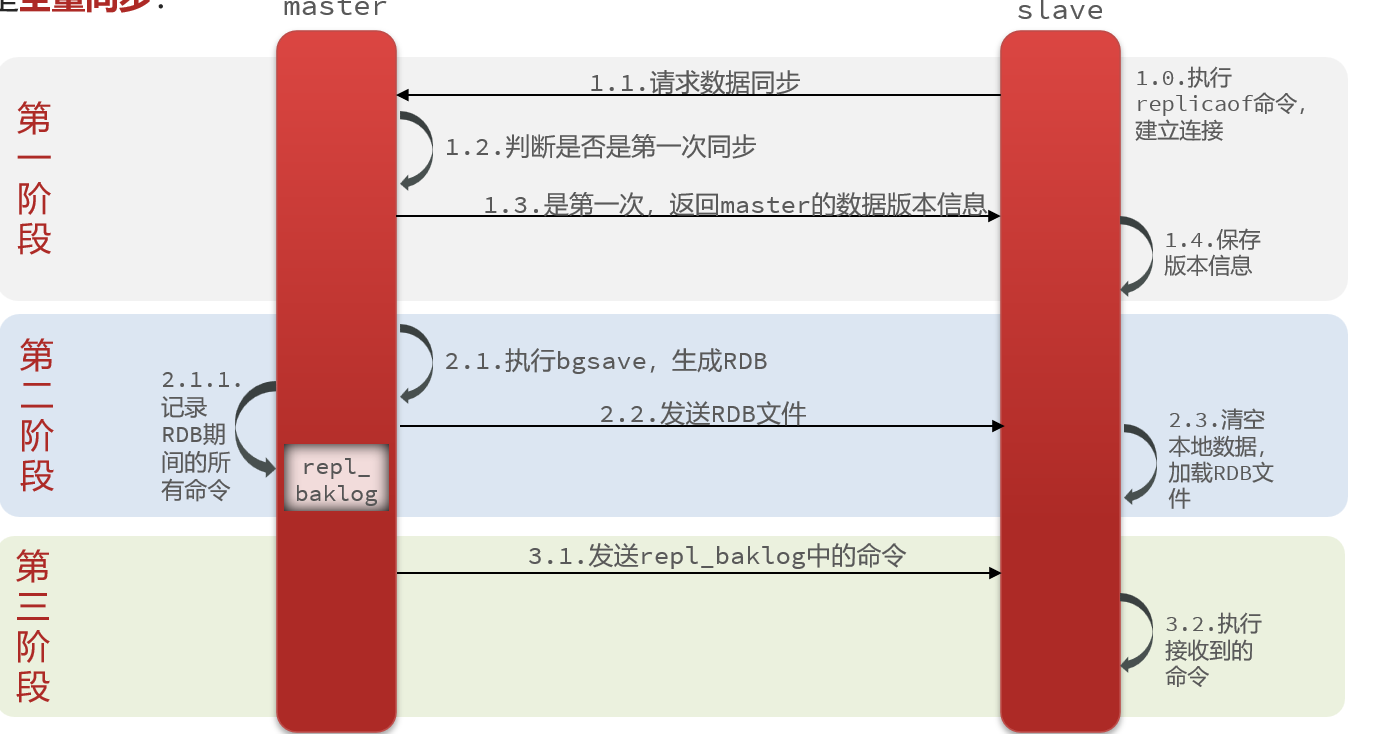 是全量同步：
master
slave
第一阶段
1.0.执行
replicaof命令，
建立连接
1.1.请求数据同步
1.2.判断是否是第一次同步
1.3.是第一次，返回master的数据版本信息
1.4.保存
版本信息
第二阶段
2.1.执行bgsave，生成RDB
2.1.1.
记录
RDB期
间的所
有命令
repl_
baklog
2.2.发送RDB文件
2.3.清空
本地数据，
加载RDB文
件
第三阶段
3.1.发送repl_baklog中的命令
3.2.执行
接收到的
命令